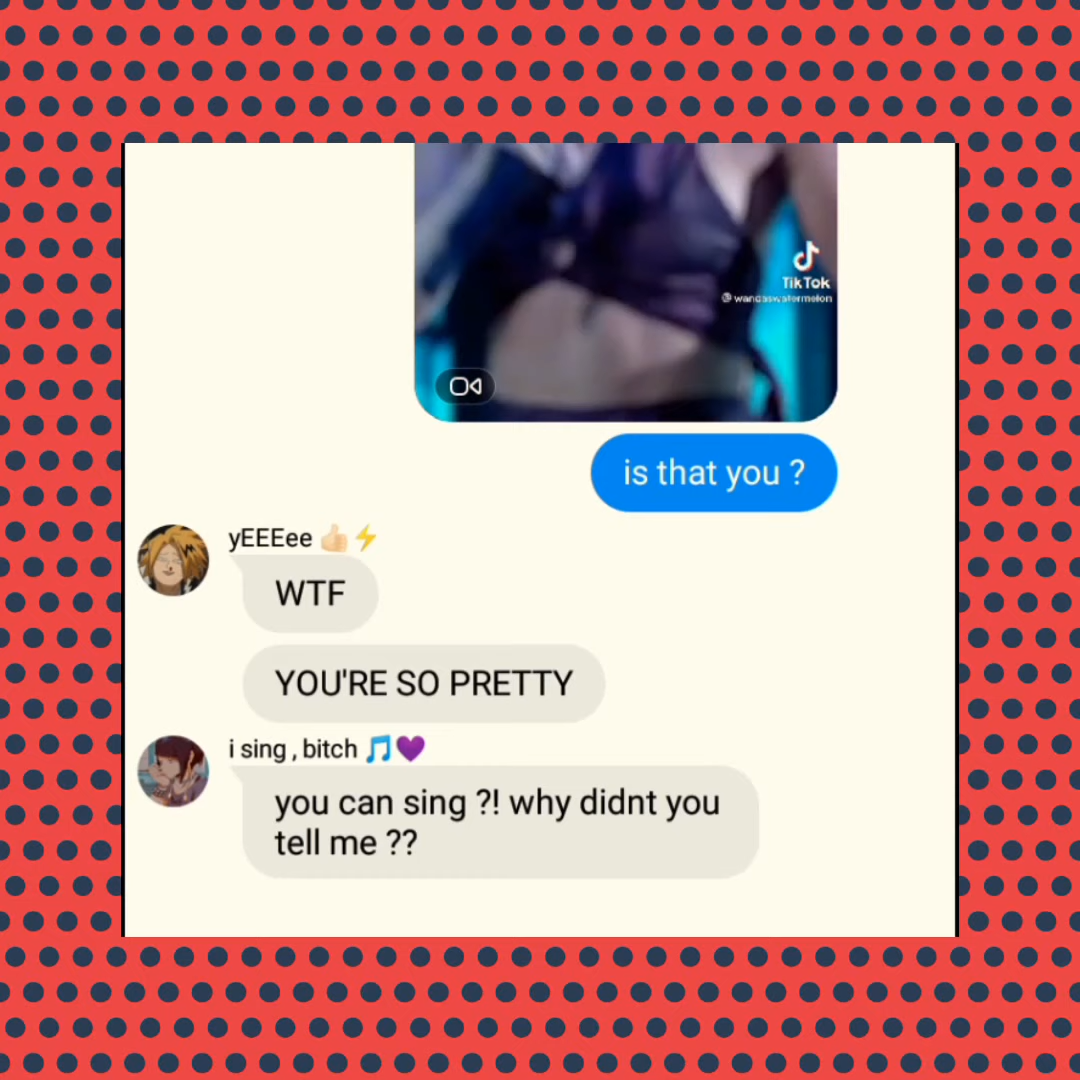 TikTok
@wandaswatermelon
is that you ?
yEEEee 👍🏻⚡
WTF
YOU'RE SO PRETTY
i sing , bitch 🎵💜
you can sing ?! why didnt you
tell me ??